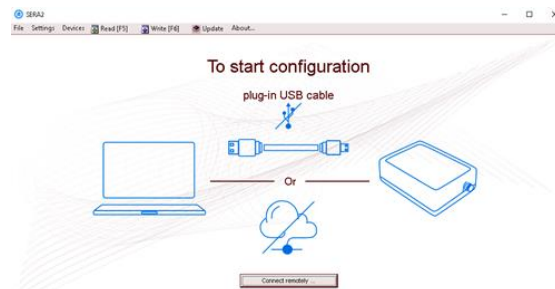 SERA2
File Settings Devices Read [F5] Write [F6] Update About...
To start configuration
plug-in USB cable
Or
Connect remotely ...